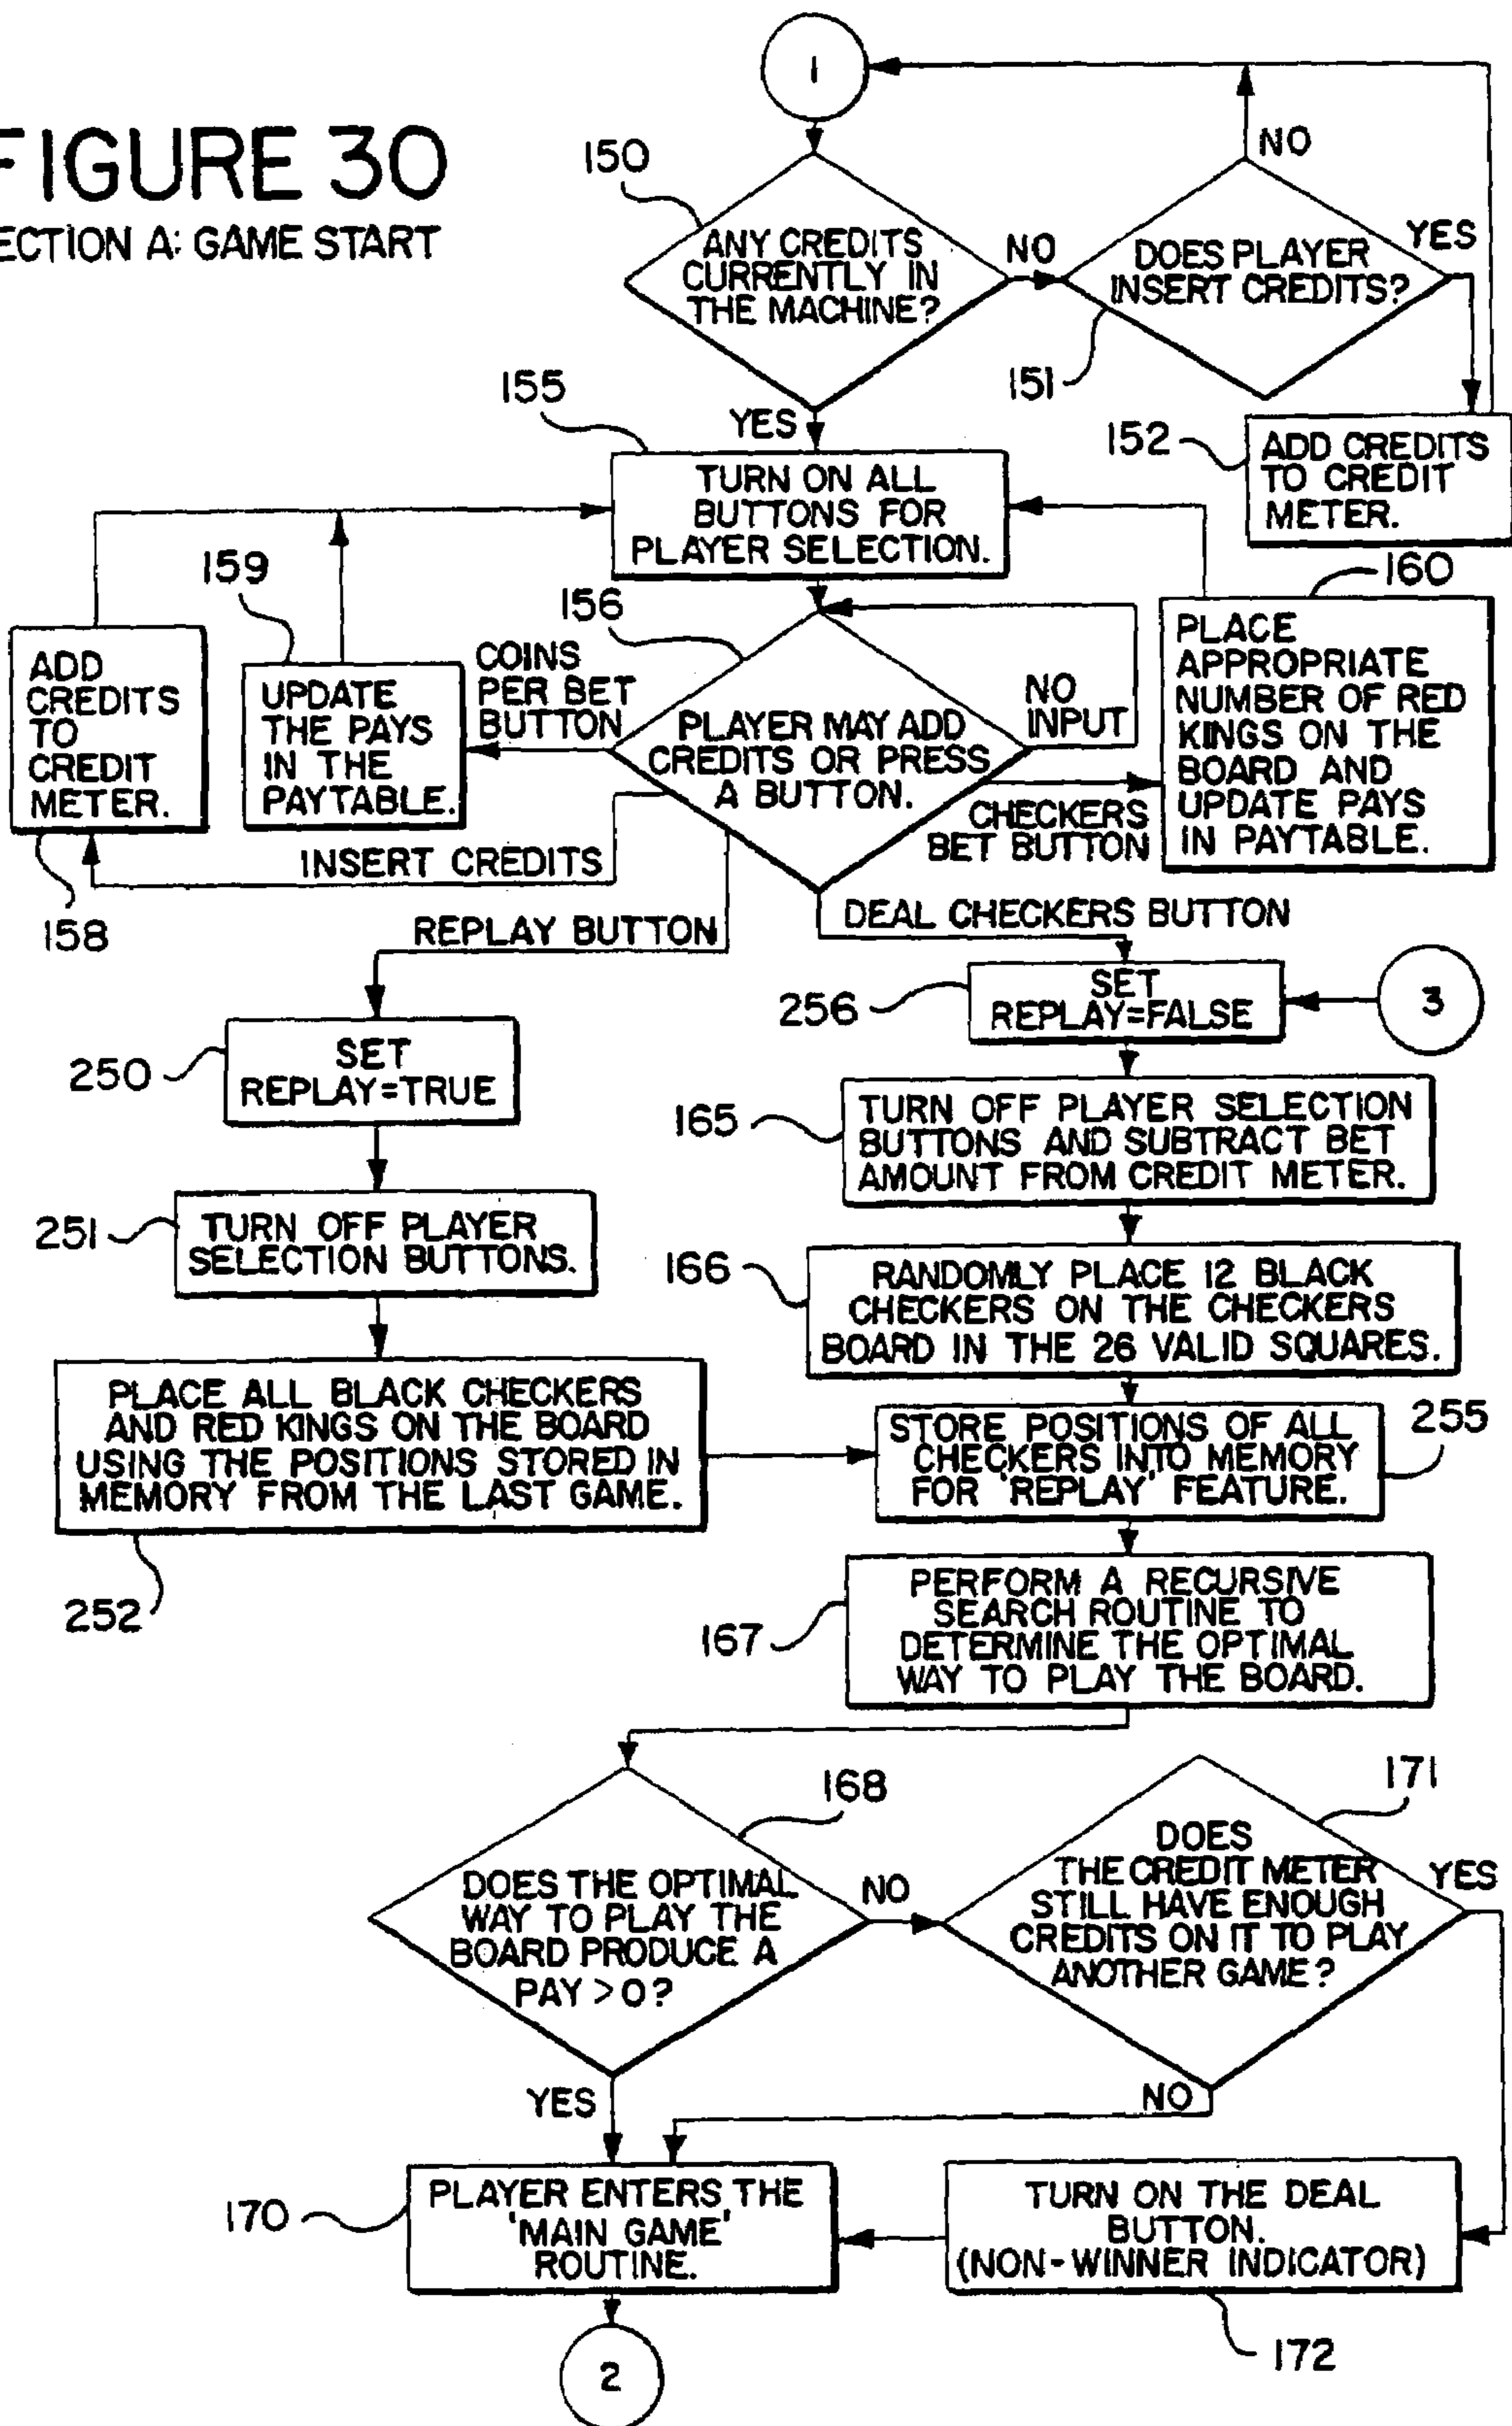 1
FIGURE 30
ECTION A: GAME START
150
ANY CREDITS
CURRENTLY IN
THE MACHINE?
NO
DOES PLAYER
INSERT CREDITS?
NO
YES
151
152
ADD CREDITS
TO CREDIT
METER.
YES
155
TURN ON ALL
BUTTONS FOR
PLAYER SELECTION.
159
156
160
ADD
CREDITS
TO
CREDIT
METER.
UPDATE
THE PAYS
IN THE
PAYTABLE.
COINS
PER BET
BUTTON
PLAYER MAY ADD
CREDITS OR PRESS
A BUTTON.
NO
INPUT
PLACE
APPROPRIATE
NUMBER OF RED
KINGS ON THE
BOARD AND
UPDATE PAYS
IN PAYTABLE.
CHECKERS
BET BUTTON
INSERT CREDITS
158
REPLAY BUTTON
DEAL CHECKERS BUTTON
256
SET
REPLAY=FALSE
3
250
SET
REPLAY=TRUE
165
TURN OFF PLAYER SELECTION
BUTTONS AND SUBTRACT BET
AMOUNT FROM CREDIT METER.
251
TURN OFF PLAYER
SELECTION BUTTONS.
166
RANDOMLY PLACE 12 BLACK
CHECKERS ON THE CHECKERS
BOARD IN THE 26 VALID SQUARES.
PLACE ALL BLACK CHECKERS
AND RED KINGS ON THE BOARD
USING THE POSITIONS STORED IN
MEMORY FROM THE LAST GAME.
252
STORE POSITIONS OF ALL
CHECKERS INTO MEMORY
FOR 'REPLAY' FEATURE.
255
167
PERFORM A RECURSIVE
SEARCH ROUTINE TO
DETERMINE THE OPTIMAL
WAY TO PLAY THE BOARD.
168
171
DOES THE OPTIMAL
WAY TO PLAY THE
BOARD PRODUCE A
PAY > 0?
NO
DOES
THE CREDIT METER
STILL HAVE ENOUGH
CREDITS ON IT TO PLAY
ANOTHER GAME?
YES
YES
NO
170
PLAYER ENTERS THE
'MAIN GAME'
ROUTINE.
TURN ON THE DEAL
BUTTON.
(NON-WINNER INDICATOR)
172
2